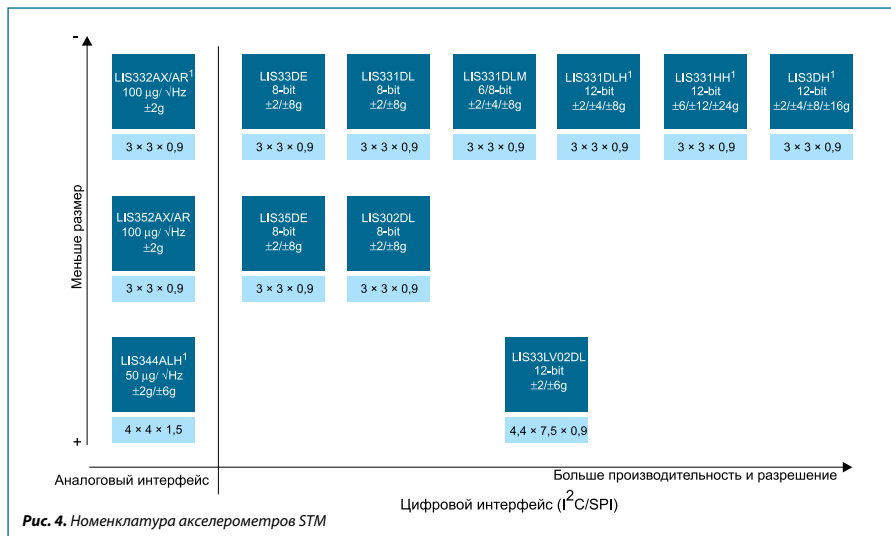 -
Меньше размер
+
LIS332AX/AR¹
100 µg/ √Hz
±2g
3 × 3 × 0,9
LIS33DE
8-bit
±2/±8g
3 × 3 × 0,9
LIS331DL
8-bit
±2/±8g
3 × 3 × 0,9
LIS331DLM
6/8-bit
±2/±4/±8g
3 × 3 × 0,9
LIS331DLH¹
12-bit
±2/±4/±8g
3 × 3 × 0,9
LIS331HH¹
12-bit
±6/±12/±24g
3 × 3 × 0,9
LIS3DH¹
12-bit
±2/±4/±8/±16g
3 × 3 × 0,9
LIS352AX/AR
100 µg/ √Hz
±2g
3 × 3 × 0,9
LIS35DE
8-bit
±2/±8g
3 × 3 × 0,9
LIS302DL
8-bit
±2/±8g
3 × 3 × 0,9
LIS344ALH¹
50 µg/ √Hz
±2g/±6g
4 × 4 × 1,5
LIS33LV02DL
12-bit
±2/±6g
4,4 × 7,5 × 0,9
Аналоговый интерфейс
Больше производительность и разрешение
Цифровой интерфейс (I²C/SPI)
Рис. 4. Номенклатура акселерометров STM